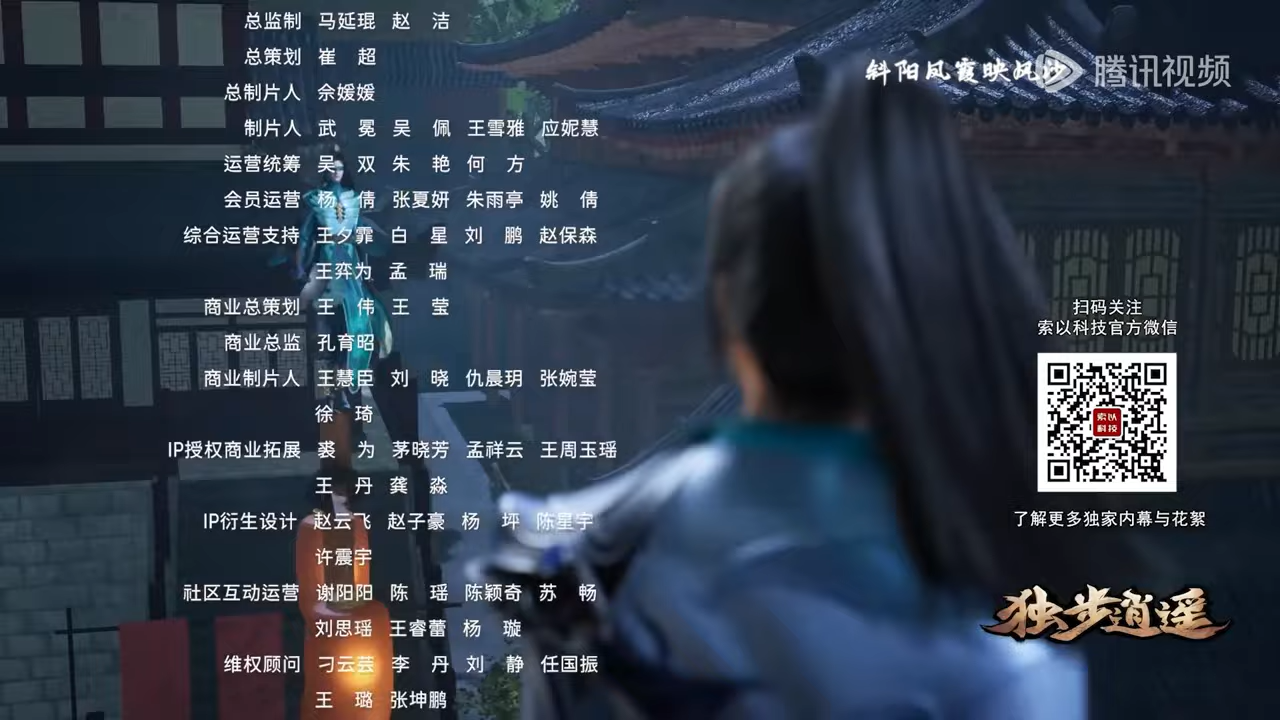 总监制 马延琨 赵 洁
总策划 崔 超
总制片人 佘媛媛
制片人 武 冕 吴 佩 王雪雅 应妮慧
运营统筹 吴 双 朱 艳 何 方
会员运营 杨 倩 张夏妍 朱雨亭 姚 倩
综合运营支持 王夕霏 白 星 刘 鹏 赵保森
王弈为 孟 瑞
商业总策划 王 伟 王 莹
商业总监 孔育昭
商业制片人 王慧臣 刘 晓 仇晨玥 张婉莹
徐 琦
IP授权商业拓展 裘 为 茅晓芳 孟祥云 王周玉瑶
王 丹 龚 淼
IP衍生设计 赵云飞 赵子豪 杨 坪 陈星宇
许震宇
社区互动运营 谢阳阳 陈 瑶 陈颖奇 苏 畅
刘思瑶 王睿蕾 杨 璇
维权顾问 刁云芸 李 丹 刘 静 任国振
王 璐 张坤鹏
斜阳凤霞映风沙
腾讯视频
扫码关注
索以科技官方微信
索以
科技
了解更多独家内幕与花絮
独步逍遥